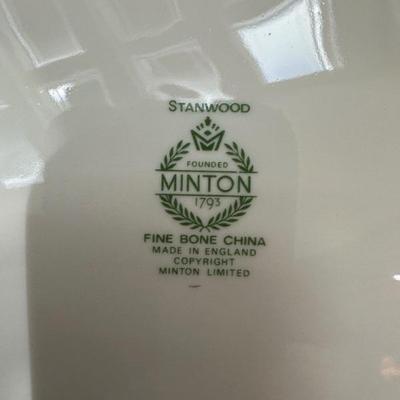 STANWOOD
FOUNDED
MINTON
1793
FINE BONE CHINA
MADE IN ENGLAND
COPYRIGHT
MINTON LIMITED